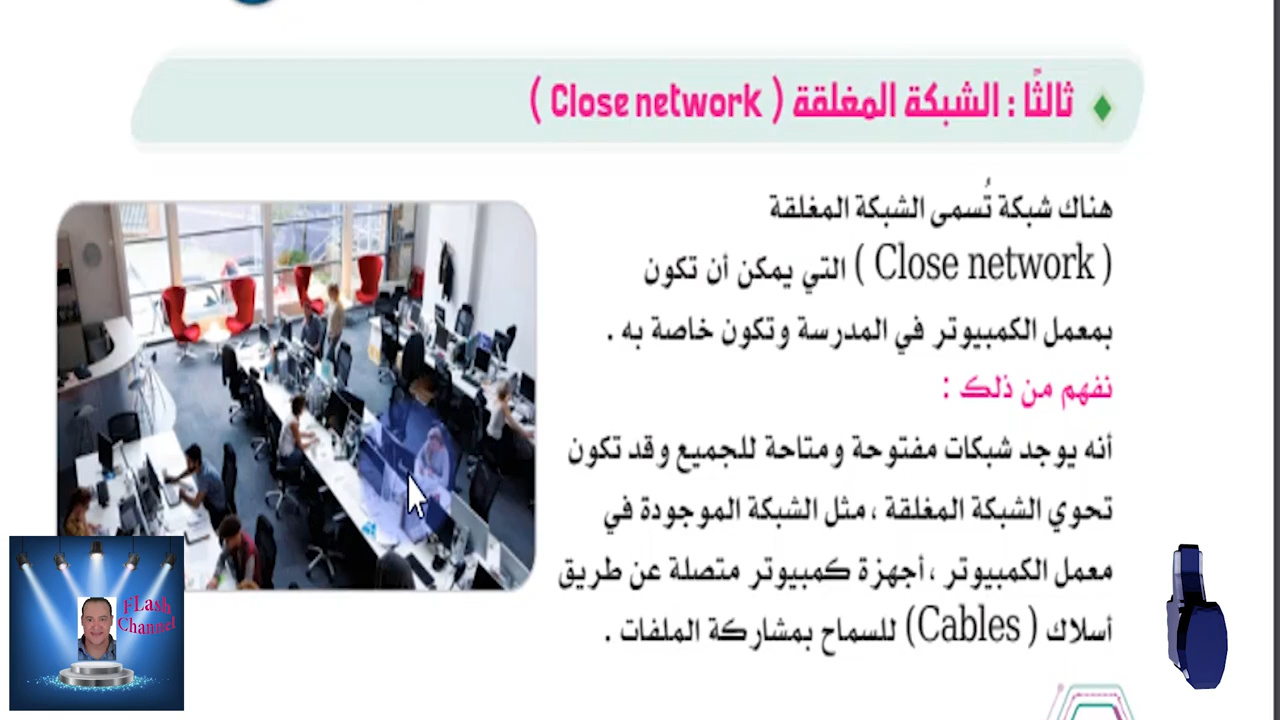 ثالثًا : الشبكة المغلقة ( Close network )
هناك شبكة تُسمى الشبكة المغلقة
( Close network ) التي يمكن أن تكون
بمعمل الكمبيوتر في المدرسة وتكون خاصة به .
نفهم من ذلك :
أنه يوجد شبكات مفتوحة ومتاحة للجميع وقد تكون
تحوي الشبكة المغلقة ، مثل الشبكة الموجودة في
معمل الكمبيوتر ، أجهزة كمبيوتر متصلة عن طريق
أسلاك ( Cables) للسماح بمشاركة الملفات .
FLash
Channel